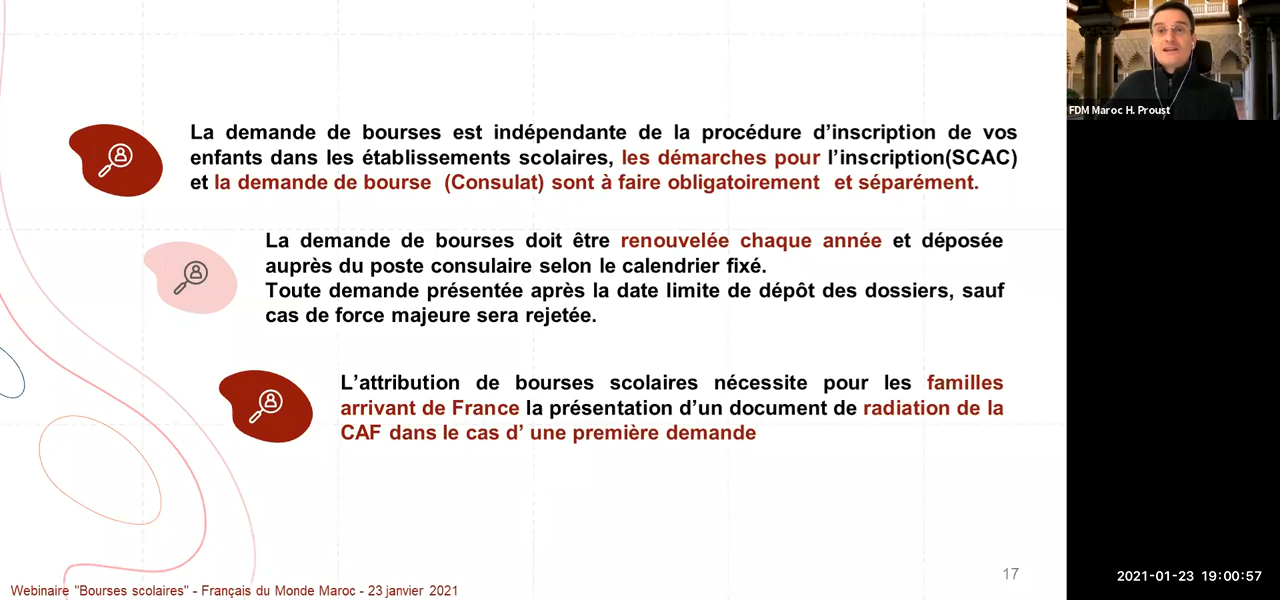 La demande de bourses est indépendante de la procédure d’inscription de vos
enfants dans les établissements scolaires, les démarches pour l’inscription(SCAC)
et la demande de bourse (Consulat) sont à faire obligatoirement et séparément.
La demande de bourses doit être renouvelée chaque année et déposée
auprès du poste consulaire selon le calendrier fixé.
Toute demande présentée après la date limite de dépôt des dossiers, sauf
cas de force majeure sera rejetée.
L’attribution de bourses scolaires nécessite pour les familles
arrivant de France la présentation d’un document de radiation de la
CAF dans le cas d’ une première demande
17
Webinaire "Bourses scolaires" - Français du Monde Maroc - 23 janvier 2021
FDM Maroc H. Proust
2021-01-23 19:00:57